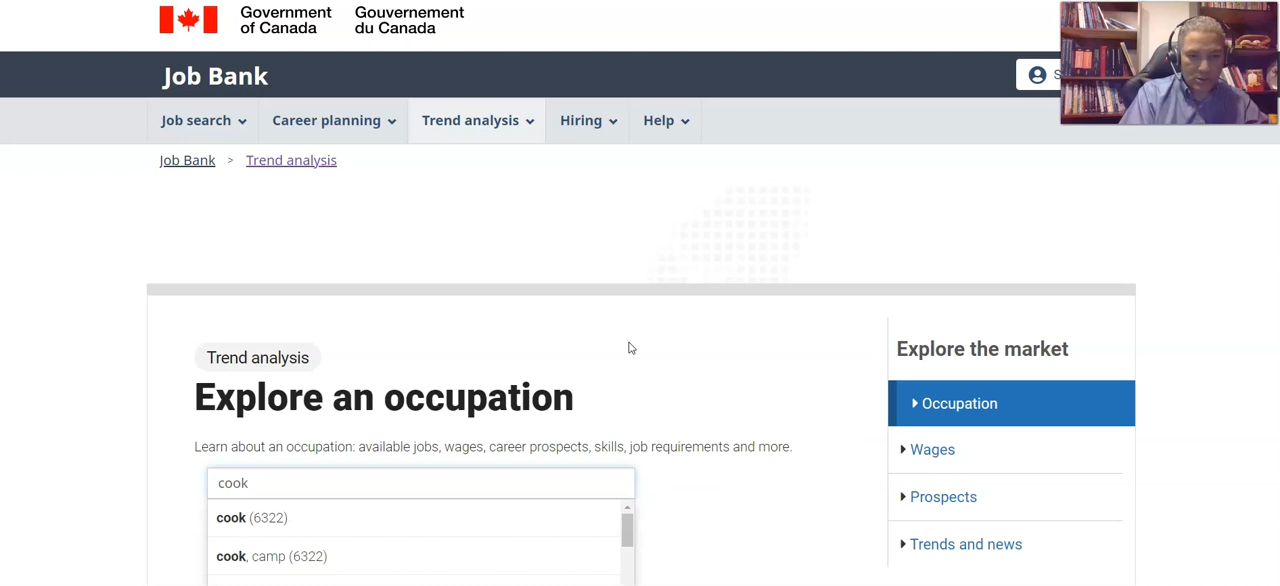 Government of Canada
Gouvernement du Canada
Job Bank
S
Job search
Career planning
Trend analysis
Hiring
Help
Job Bank > Trend analysis
Trend analysis
Explore an occupation
Learn about an occupation: available jobs, wages, career prospects, skills, job requirements and more.
cook
cook (6322)
cook, camp (6322)
Explore the market
Occupation
Wages
Prospects
Trends and news